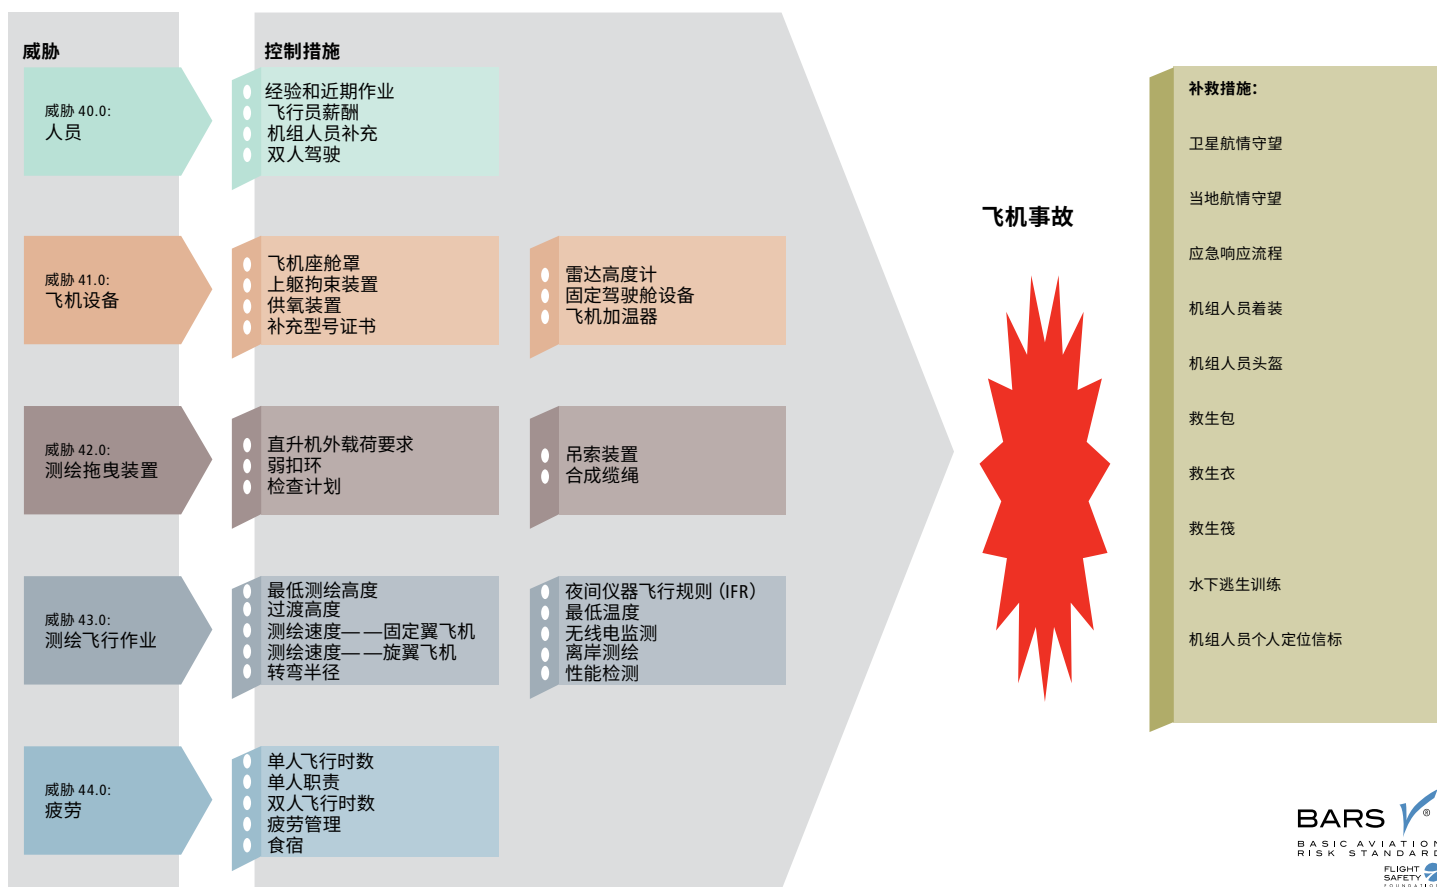 威胁
控制措施
威胁 40.0:
人员
经验和近期作业
飞行员薪酬
机组人员补充
双人驾驶
威胁 41.0:
飞机设备
飞机座舱罩
上躯拘束装置
供氧装置
补充型号证书
雷达高度计
固定驾驶舱设备
飞机加温器
威胁 42.0:
测绘拖曳装置
直升机外载荷要求
弱扣环
检查计划
吊索装置
合成缆绳
威胁 43.0:
测绘飞行作业
最低测绘高度
过渡高度
测绘速度——固定翼飞机
测绘速度——旋翼飞机
转弯半径
夜间仪器飞行规则（IFR）
最低温度
无线电监测
离岸测绘
性能检测
威胁 44.0:
疲劳
单人飞行时数
单人职责
双人飞行时数
疲劳管理
食宿
飞机事故
补救措施：
卫星航情守望
当地航情守望
应急响应流程
机组人员着装
机组人员头盔
救生包
救生衣
救生筏
水下逃生训练
机组人员个人定位信标
BARS ®
BASIC AVIATION
RISK STANDARD
FLIGHT
SAFETY
FOUNDATION